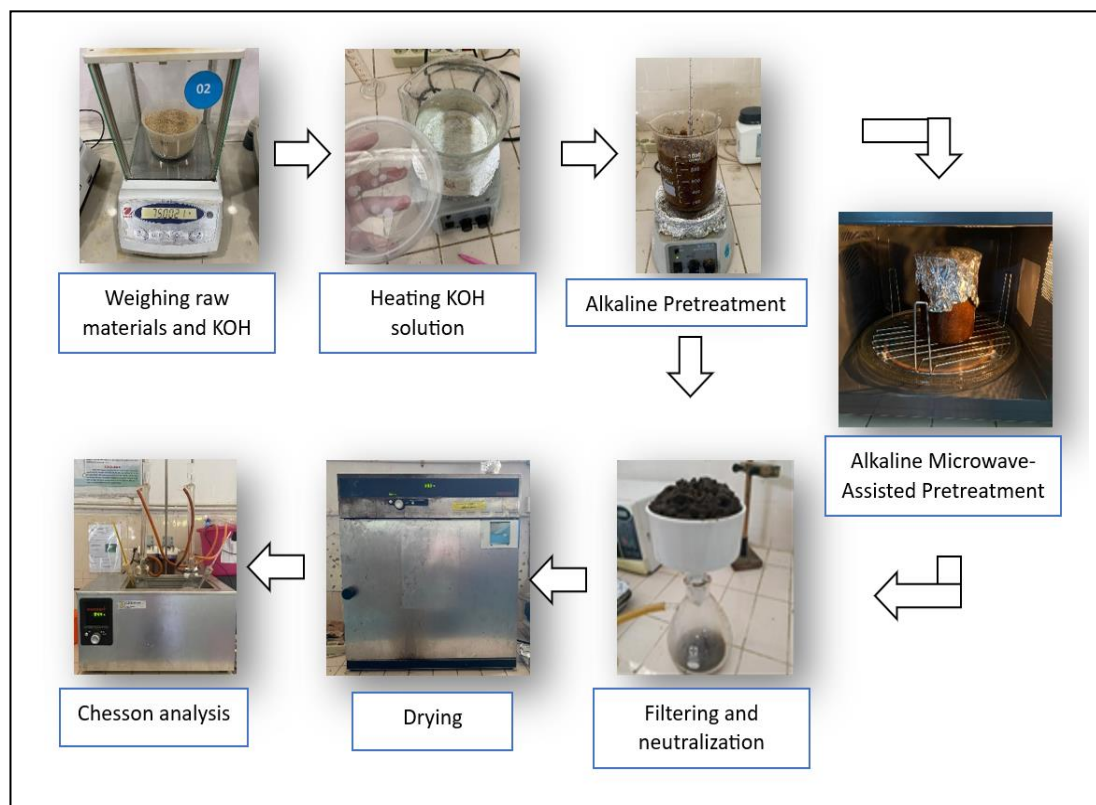 02
Weighing raw
materials and KOH
Heating KOH
solution
Alkaline Pretreatment
Alkaline Microwave-
Assisted Pretreatment
Chesson analysis
Drying
Filtering and
neutralization